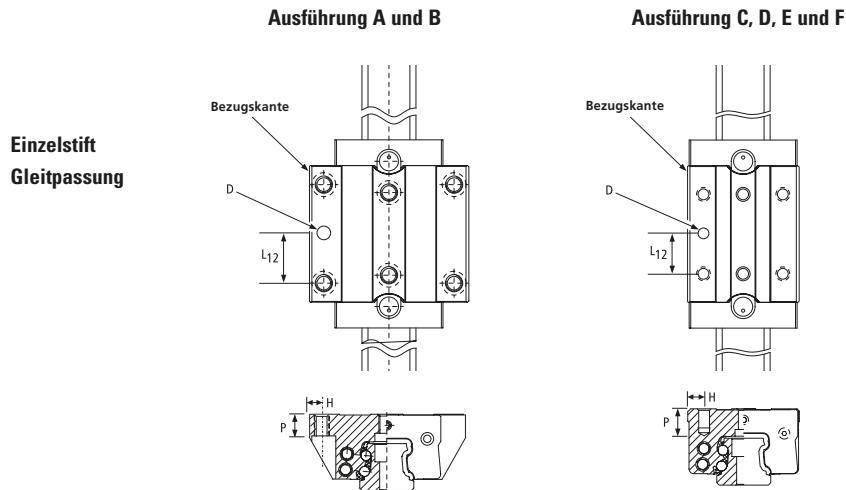 Ausführung A und B
Ausführung C, D, E und F
Einzelstift
Gleitpassung
Bezugskante
D
L12
H
P
Bezugskante
D
L12
H
P